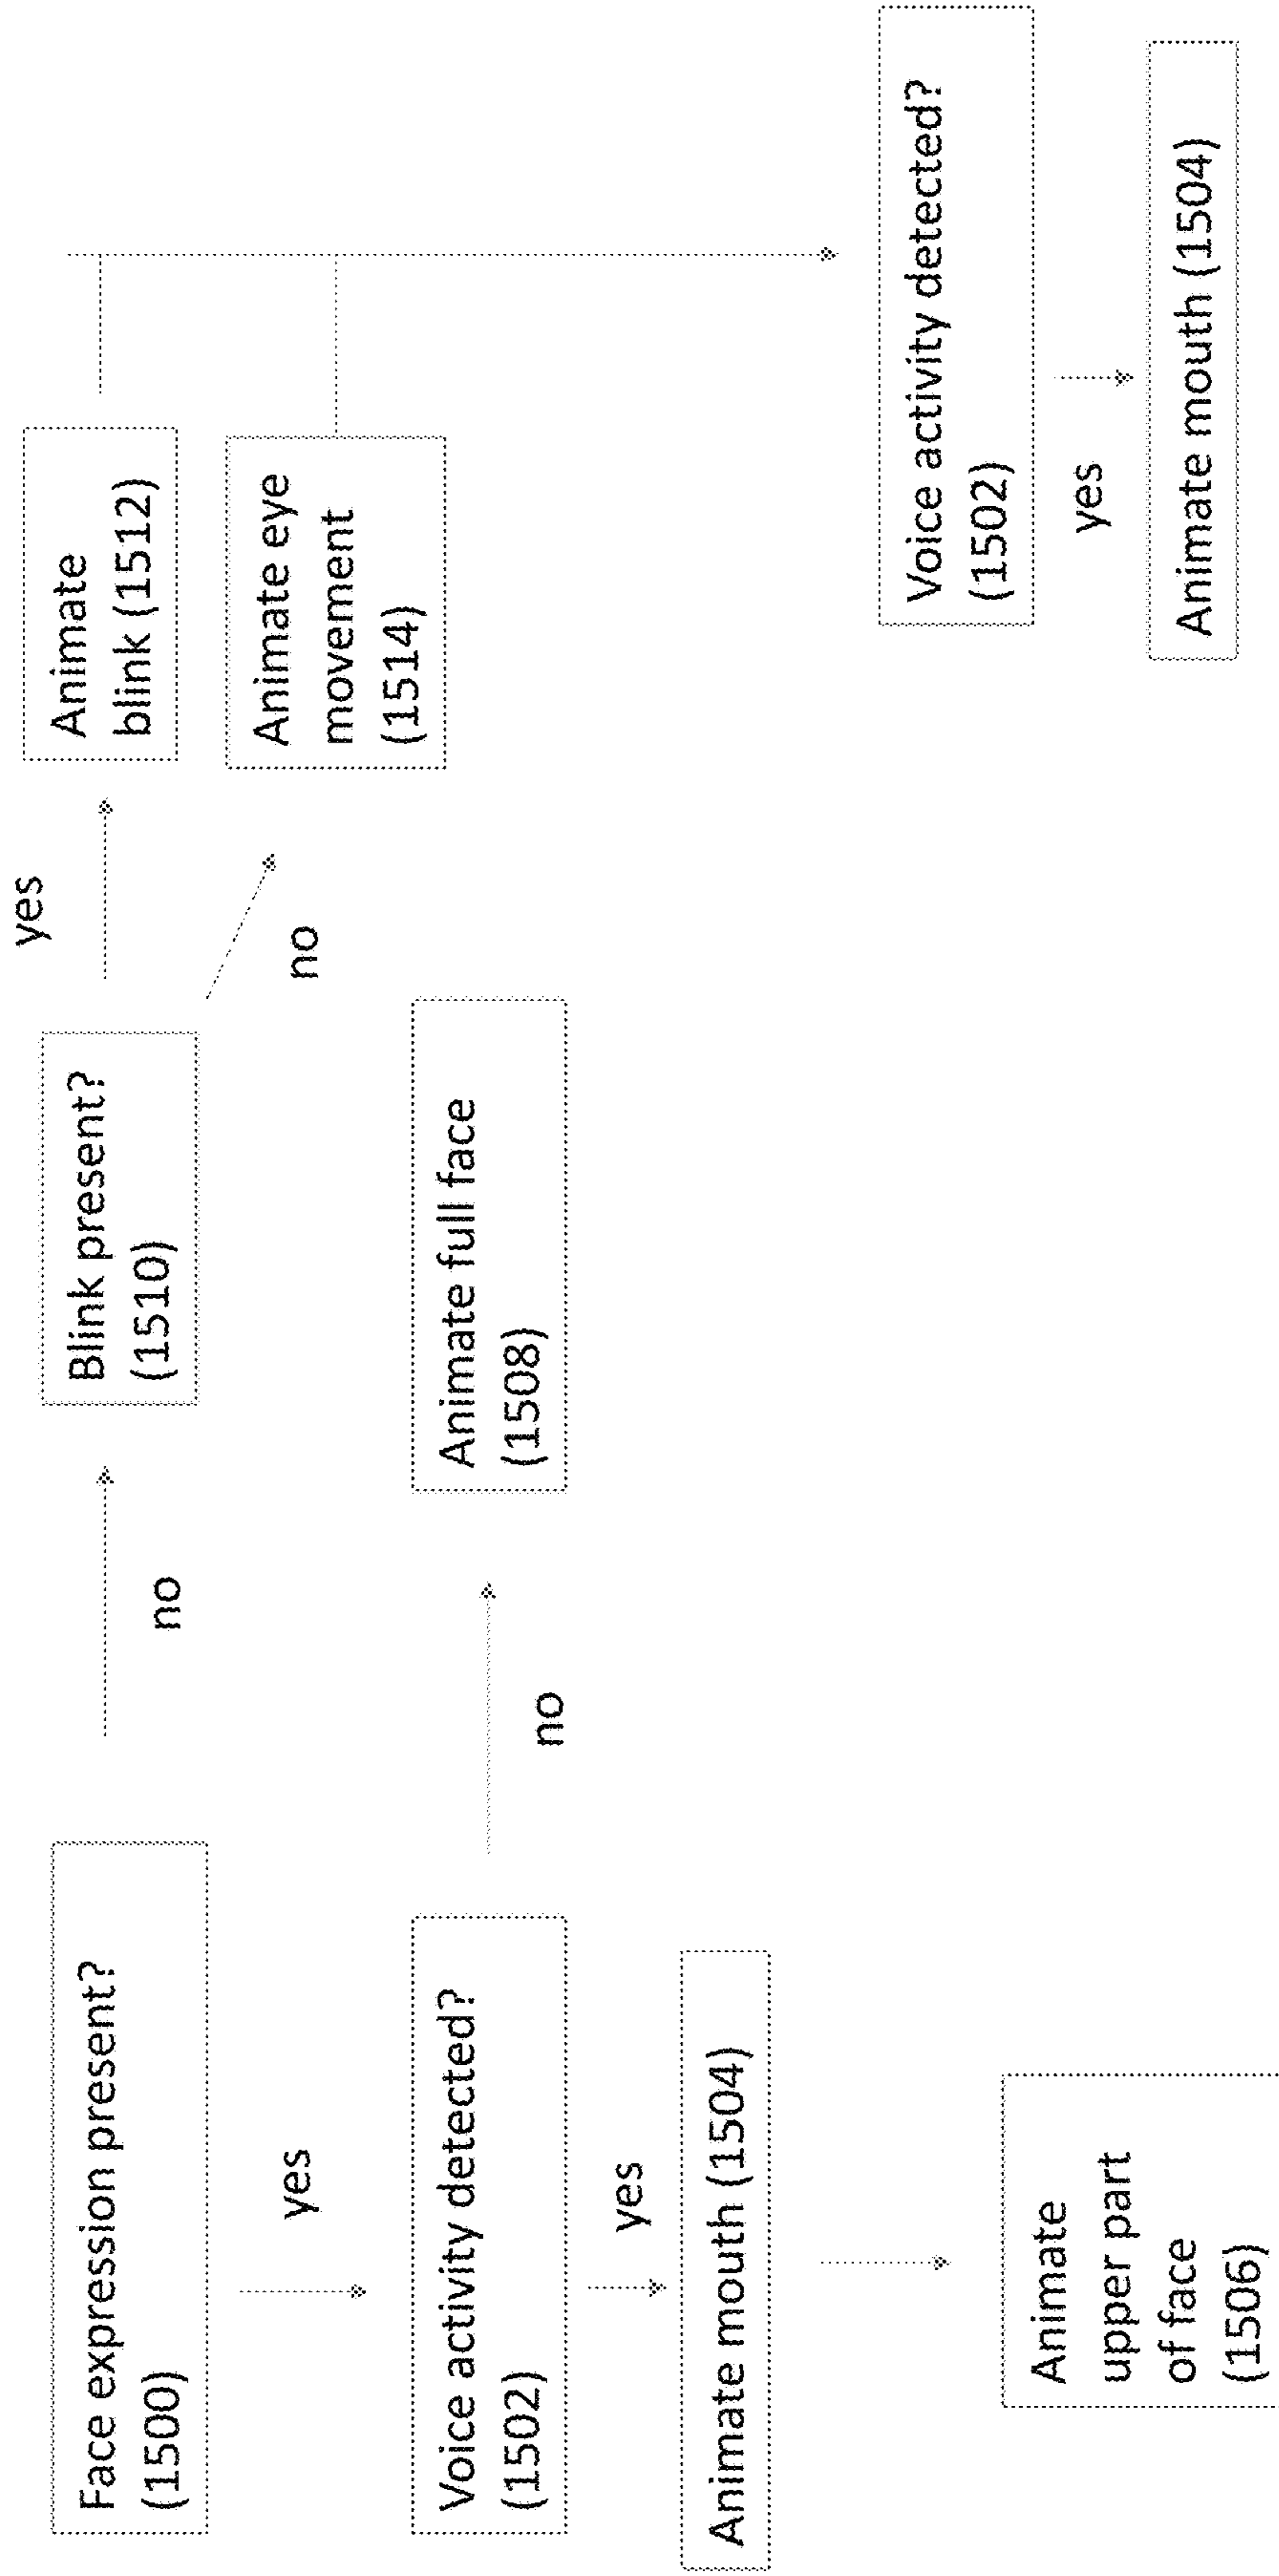 Face expression present?
(1500)
no
Blink present?
(1510)
yes
Animate
blink (1512)
no
Animate eye
movement
(1514)
yes
Voice activity detected?
(1502)
no
Animate full face
(1508)
yes
Animate mouth (1504)
Animate
upper part
of face
(1506)
Voice activity detected?
(1502)
yes
Animate mouth (1504)